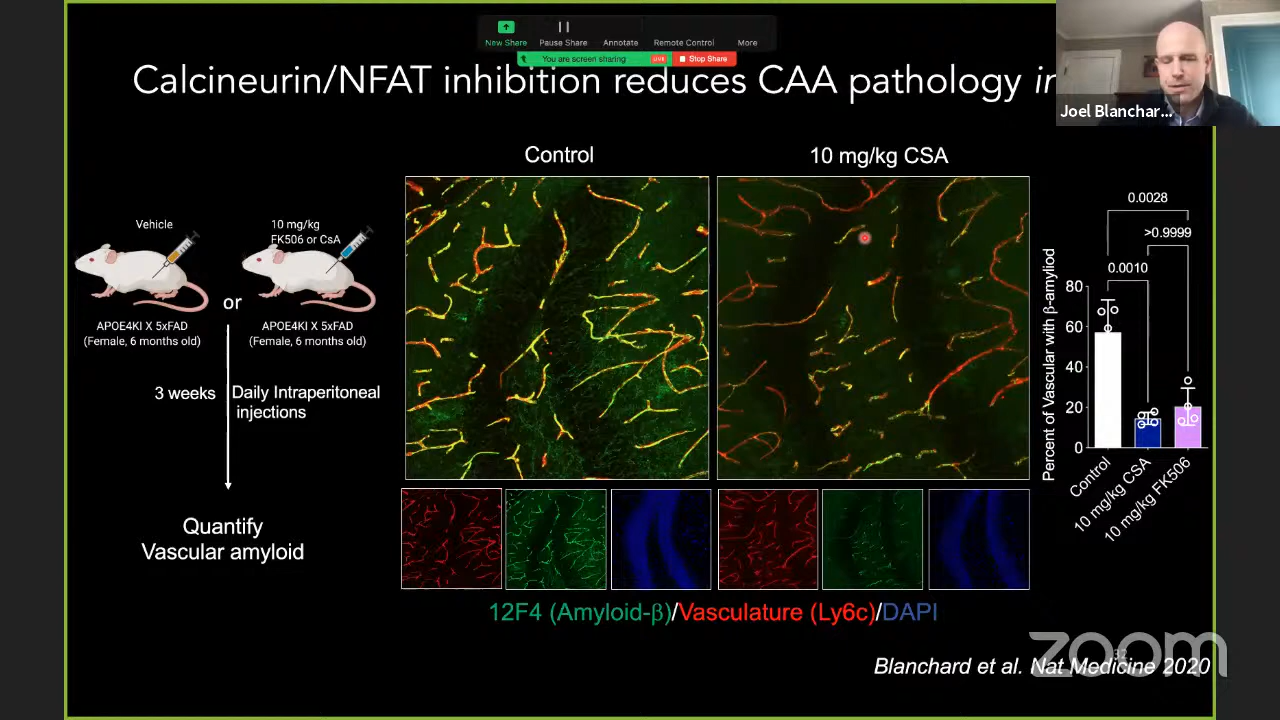 New Share
Pause Share
Annotate
Remote Control
More
You are screen sharing
LIVE
Stop Share
Calcineurin/NFAT inhibition reduces CAA pathology in
Joel Blanchar...
Control
10 mg/kg CSA
Vehicle
10 mg/kg
FK506 or CsA
or
APOE4KI X 5xFAD
(Female, 6 months old)
APOE4KI X 5xFAD
(Female, 6 months old)
3 weeks
Daily Intraperitoneal
injections
Quantify
Vascular amyloid
0.0028
>0.9999
0.0010
Percent of Vascular with β-amyliod
80
60
40
20
0
Control
10 mg/kg CSA
10 mg/kg FK506
12F4 (Amyloid-β)/Vasculature (Ly6c)/DAPI
32
zoom
Blanchard et al. Nat Medicine 2020